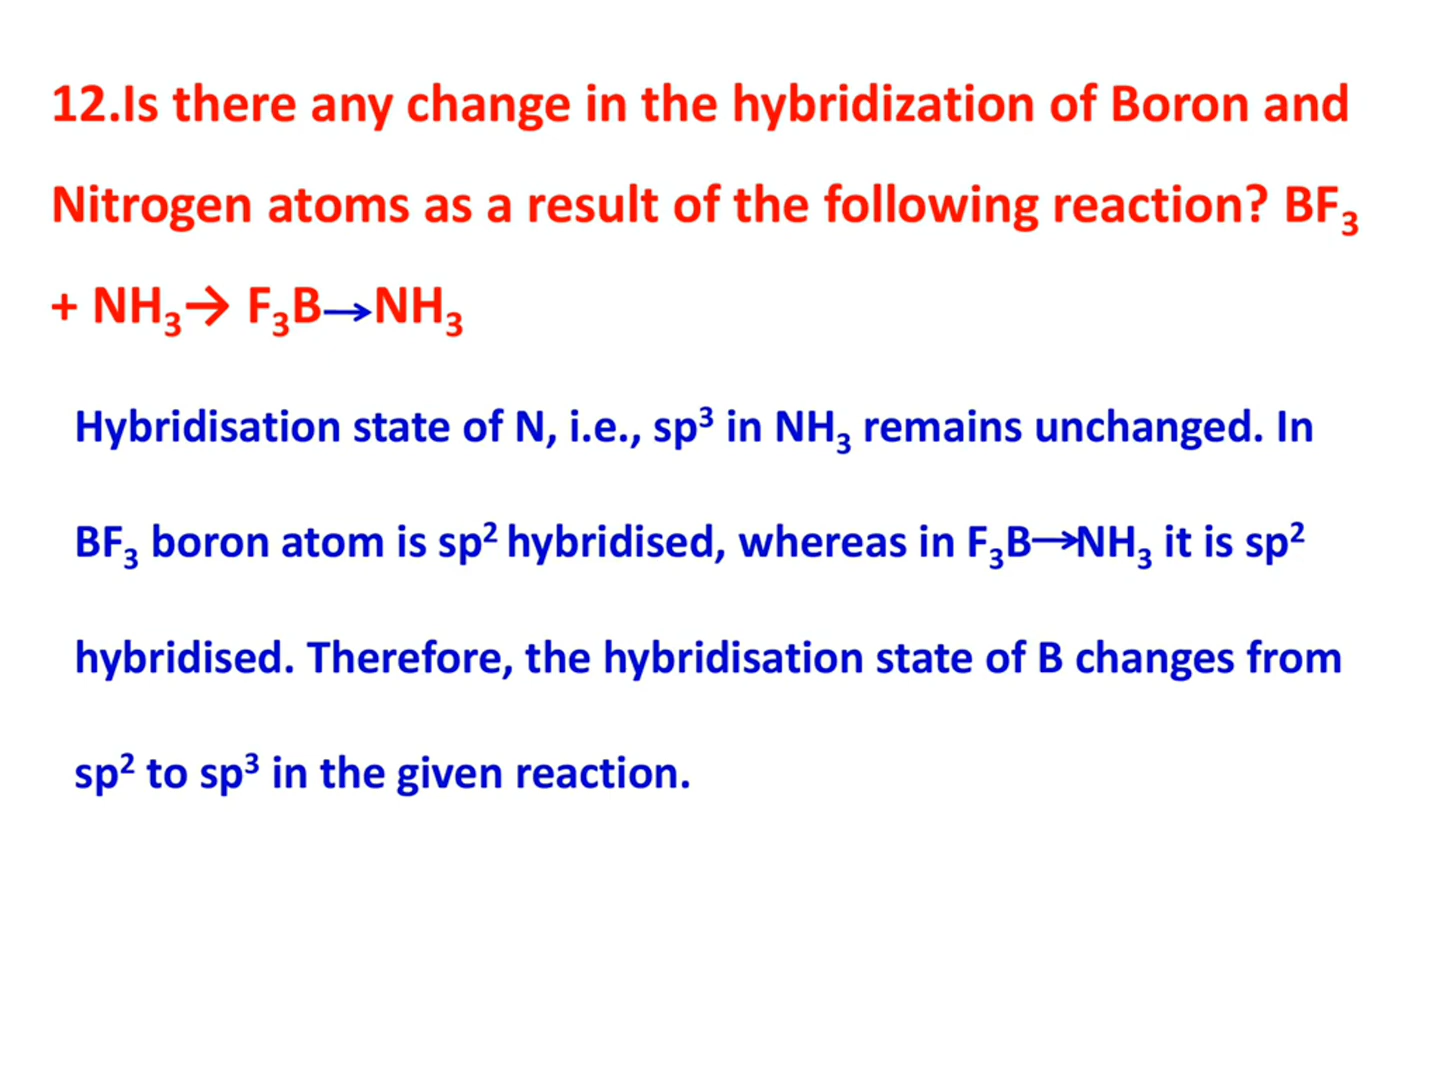 12.Is there any change in the hybridization of Boron and
Nitrogen atoms as a result of the following reaction? BF₃
+ NH₃→ F₃B→NH₃
Hybridisation state of N, i.e., sp³ in NH₃ remains unchanged. In
BF₃ boron atom is sp² hybridised, whereas in F₃B→NH₃ it is sp²
hybridised. Therefore, the hybridisation state of B changes from
sp² to sp³ in the given reaction.